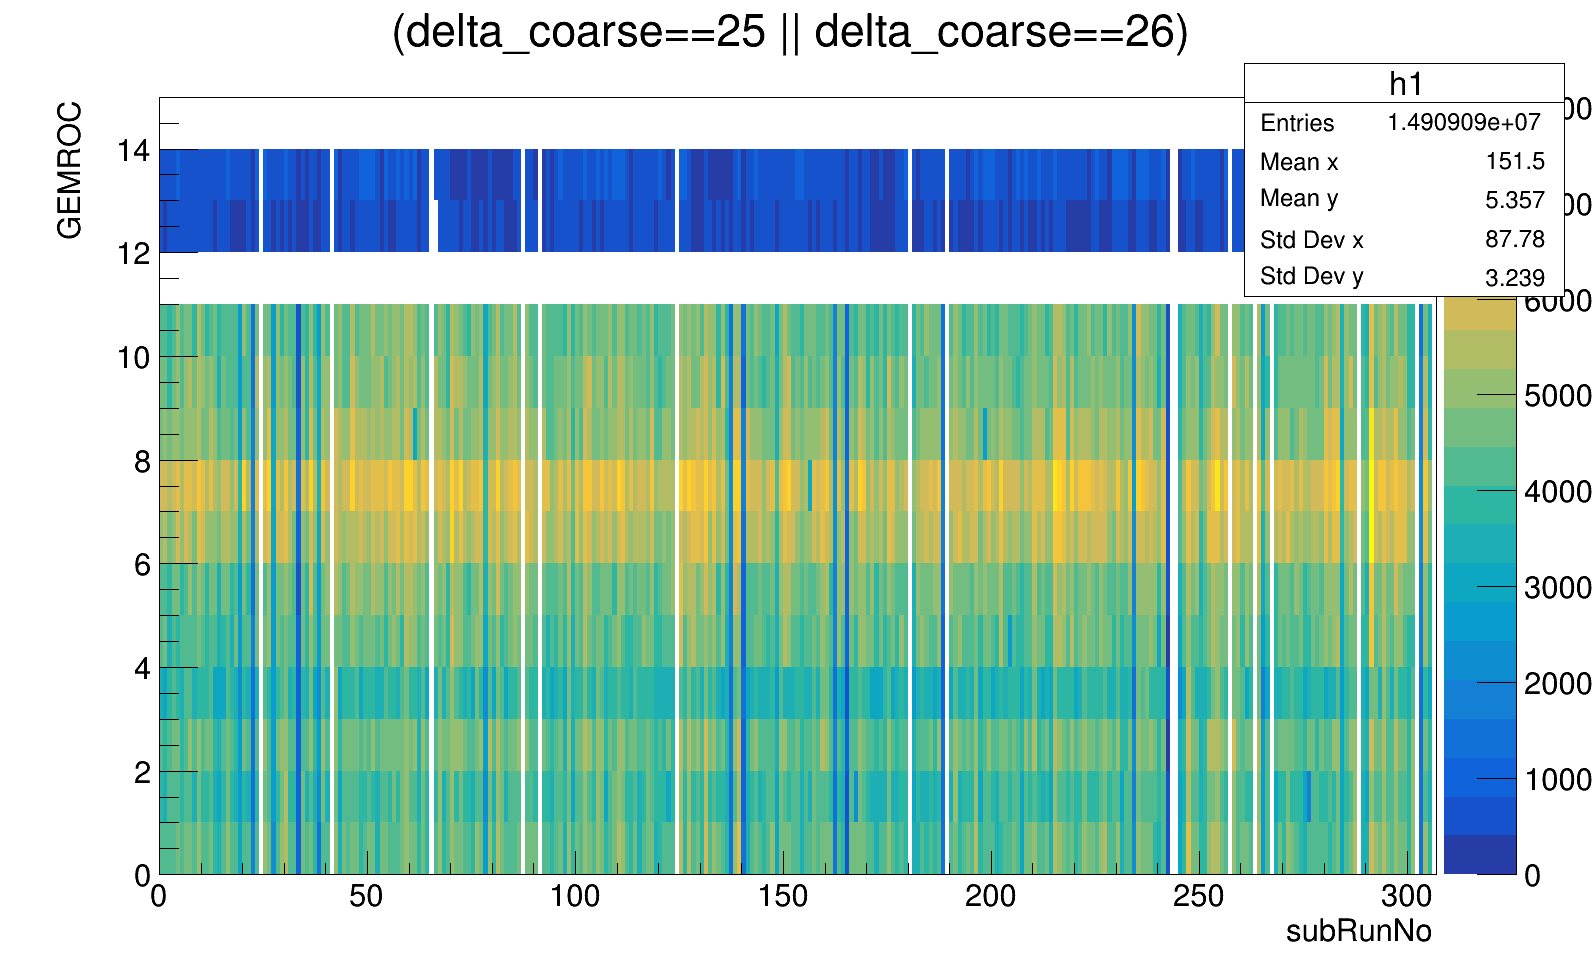 (delta_coarse==25 || delta_coarse==26)
h1
Entries 1.490909e+07
Mean x 151.5
Mean y 5.357
Std Dev x 87.78
Std Dev y 3.239
GEMROC
14
12
10
8
6
4
2
0
0 50 100 150 200 250 300
subRunNo
6000
5000
4000
3000
2000
1000
0